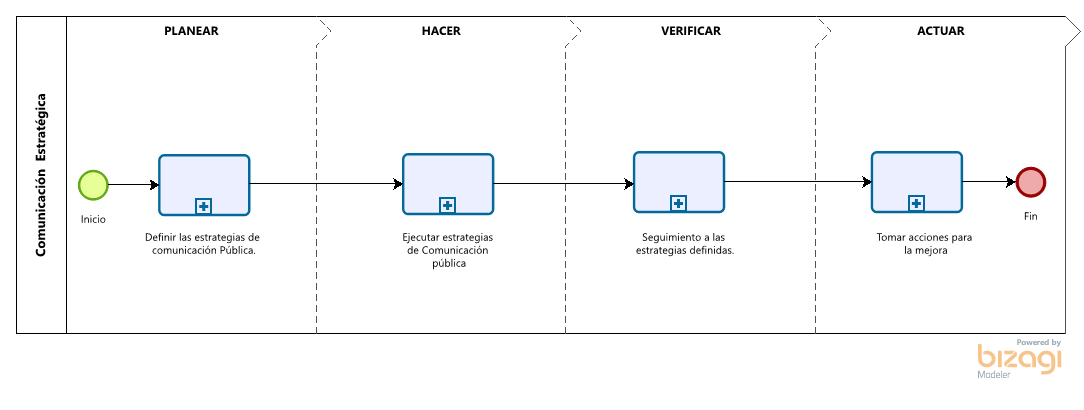 PLANEAR
HACER
VERIFICAR
ACTUAR
Comunicación Estratégica
Inicio
Definir las estrategias de
comunicación Pública.
Ejecutar estrategias
de Comunicación
pública
Seguimiento a las
estrategias definidas.
Tomar acciones para
la mejora
Fin
Powered by
bizagi
Modeler